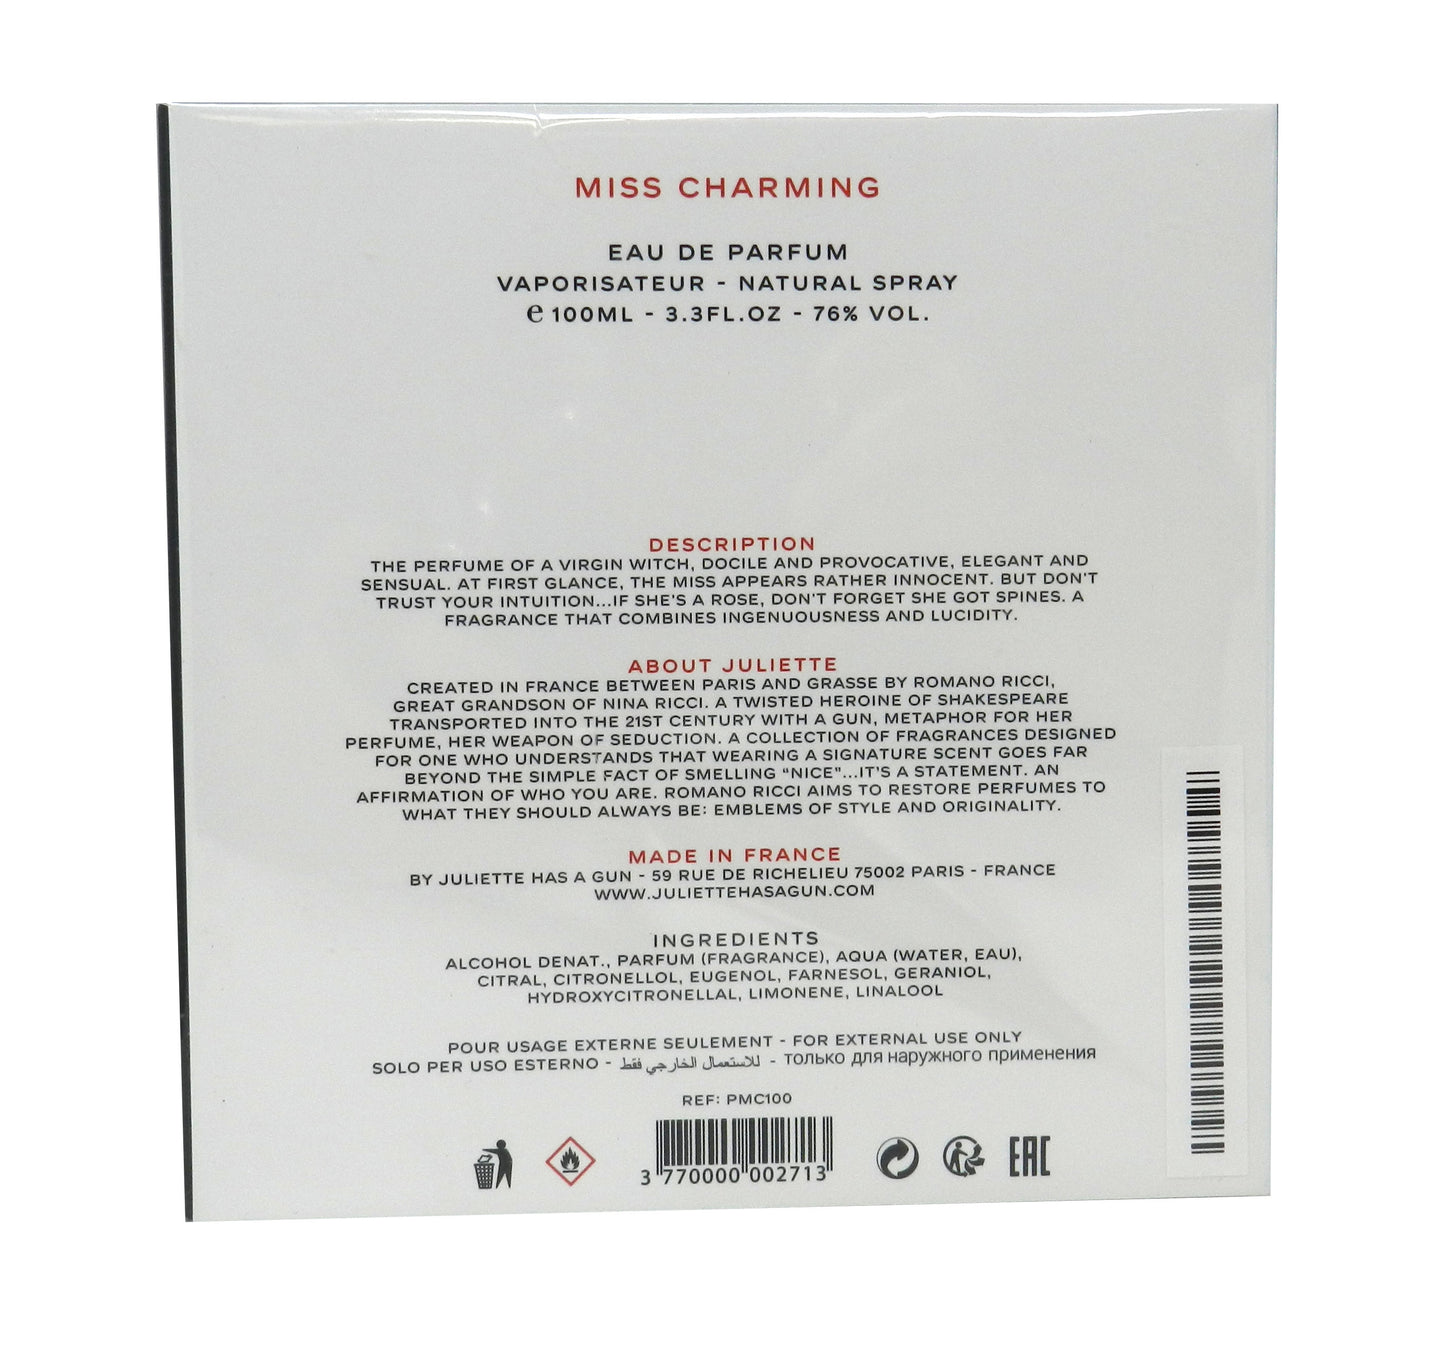 MISS CHARMING
EAU DE PARFUM
VAPORISATEUR - NATURAL SPRAY
℮ 100ML - 3.3FL.OZ - 76% VOL.
DESCRIPTION
THE PERFUME OF A VIRGIN WITCH, DOCILE AND PROVOCATIVE, ELEGANT AND
SENSUAL. AT FIRST GLANCE, THE MISS APPEARS RATHER INNOCENT. BUT DON'T
TRUST YOUR INTUITION...IF SHE'S A ROSE, DON'T FORGET SHE GOT SPINES. A
FRAGRANCE THAT COMBINES INGENUOUSNESS AND LUCIDITY.
ABOUT JULIETTE
CREATED IN FRANCE BETWEEN PARIS AND GRASSE BY ROMANO RICCI,
GREAT GRANDSON OF NINA RICCI. A TWISTED HEROINE OF SHAKESPEARE
TRANSPORTED INTO THE 21ST CENTURY WITH A GUN, METAPHOR FOR HER
PERFUME, HER WEAPON OF SEDUCTION. A COLLECTION OF FRAGRANCES DESIGNED
FOR ONE WHO UNDERSTANDS THAT WEARING A SIGNATURE SCENT GOES FAR
BEYOND THE SIMPLE FACT OF SMELLING "NICE"...IT'S A STATEMENT. AN
AFFIRMATION OF WHO YOU ARE. ROMANO RICCI AIMS TO RESTORE PERFUMES TO
WHAT THEY SHOULD ALWAYS BE: EMBLEMS OF STYLE AND ORIGINALITY.
MADE IN FRANCE
BY JULIETTE HAS A GUN - 59 RUE DE RICHELIEU 75002 PARIS - FRANCE
WWW.JULIETTEHASAGUN.COM
INGREDIENTS
ALCOHOL DENAT., PARFUM (FRAGRANCE), AQUA (WATER, EAU),
CITRAL, CITRONELLOL, EUGENOL, FARNESOL, GERANIOL,
HYDROXYCITRONELLAL, LIMONENE, LINALOOL
POUR USAGE EXTERNE SEULEMENT - FOR EXTERNAL USE ONLY
SOLO PER USO ESTERNO - للاستعمال الخارجي فقط - только для наружного применения
REF: PMC100
3 770000 002713
EAC